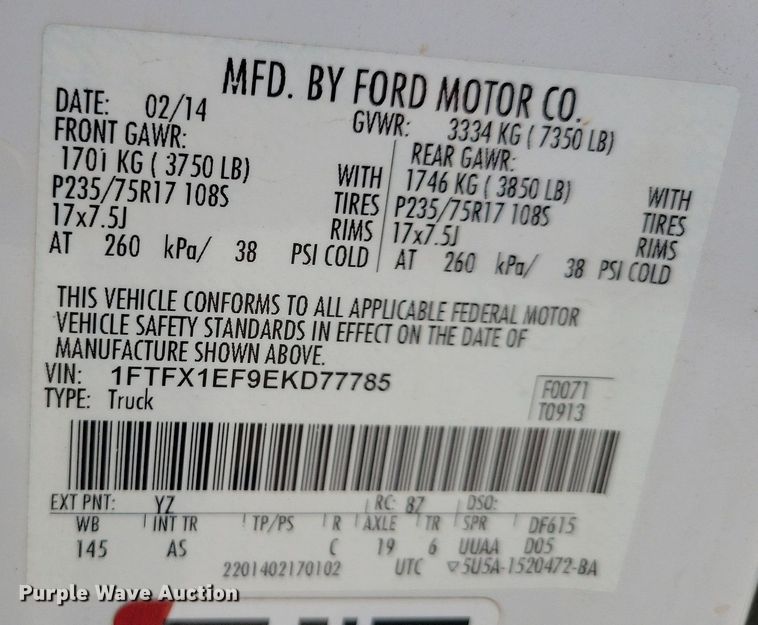 MFD. BY FORD MOTOR CO.
DATE: 02/14 GVWR: 3334 KG ( 7350 LB)
FRONT GAWR: REAR GAWR:
1701 KG ( 3750 LB) WITH 1746 KG ( 3850 LB) WITH
P235/75R17 108S TIRES P235/75R17 108S TIRES
17x7.5J RIMS 17x7.5J RIMS
AT 260 kPa/ 38 PSI COLD AT 260 kPa/ 38 PSI COLD
THIS VEHICLE CONFORMS TO ALL APPLICABLE FEDERAL MOTOR
VEHICLE SAFETY STANDARDS IN EFFECT ON THE DATE OF
MANUFACTURE SHOWN ABOVE.
VIN: 1FTFX1EF9EKD77785 F0071
TYPE: Truck T0913
EXT PNT: YZ RC: 87 DSO:
WB INT TR TP/PS R AXLE TR SPR DF615
145 AS C 19 6 UUAA D05
2201402170102 UTC ▽5U5A-1520472-BA
Purple Wave Auction